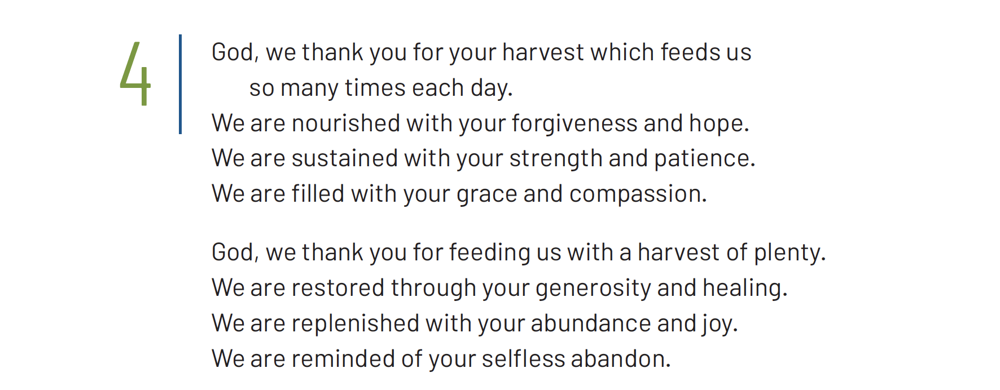 4
God, we thank you for your harvest which feeds us
so many times each day.
We are nourished with your forgiveness and hope.
We are sustained with your strength and patience.
We are filled with your grace and compassion.
God, we thank you for feeding us with a harvest of plenty.
We are restored through your generosity and healing.
We are replenished with your abundance and joy.
We are reminded of your selfless abandon.